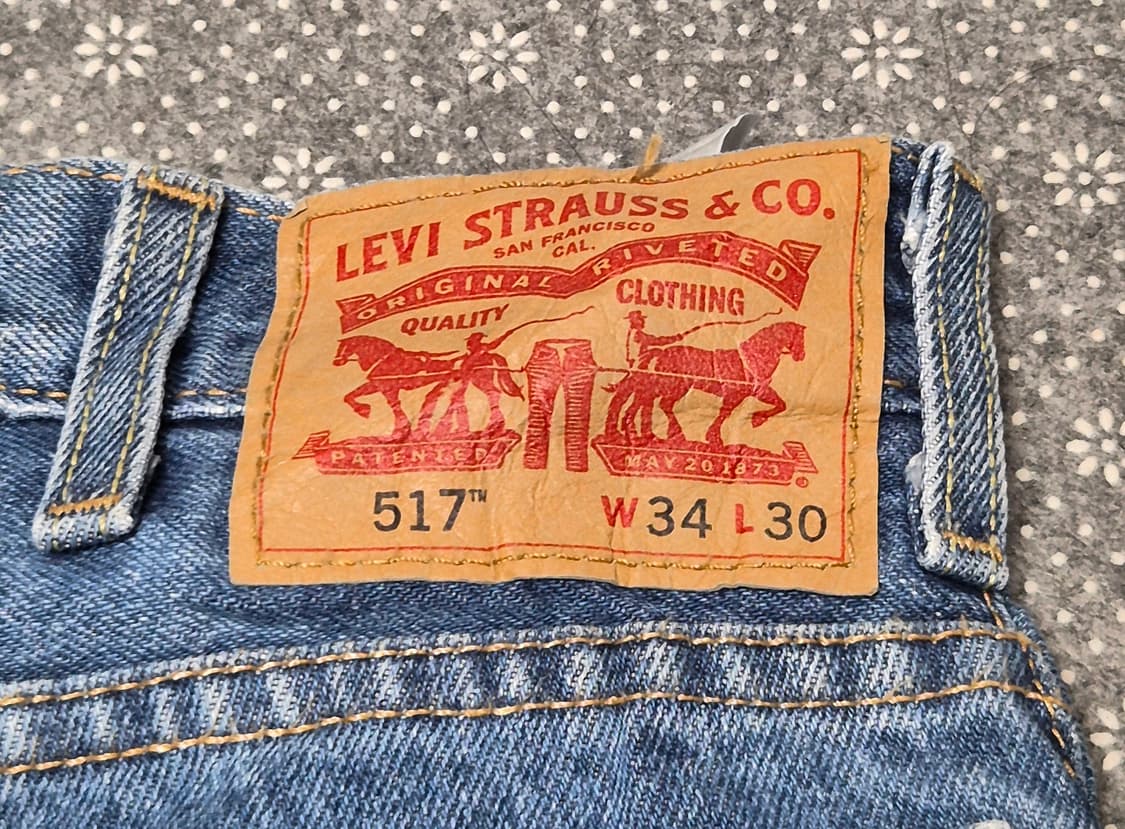 LEVI STRAUSS & CO.
SAN FRANCISCO
CAL.
ORIGINAL RIVETED
QUALITY CLOTHING
PATENTED MAY 20 1873
®
517™ W34 L30